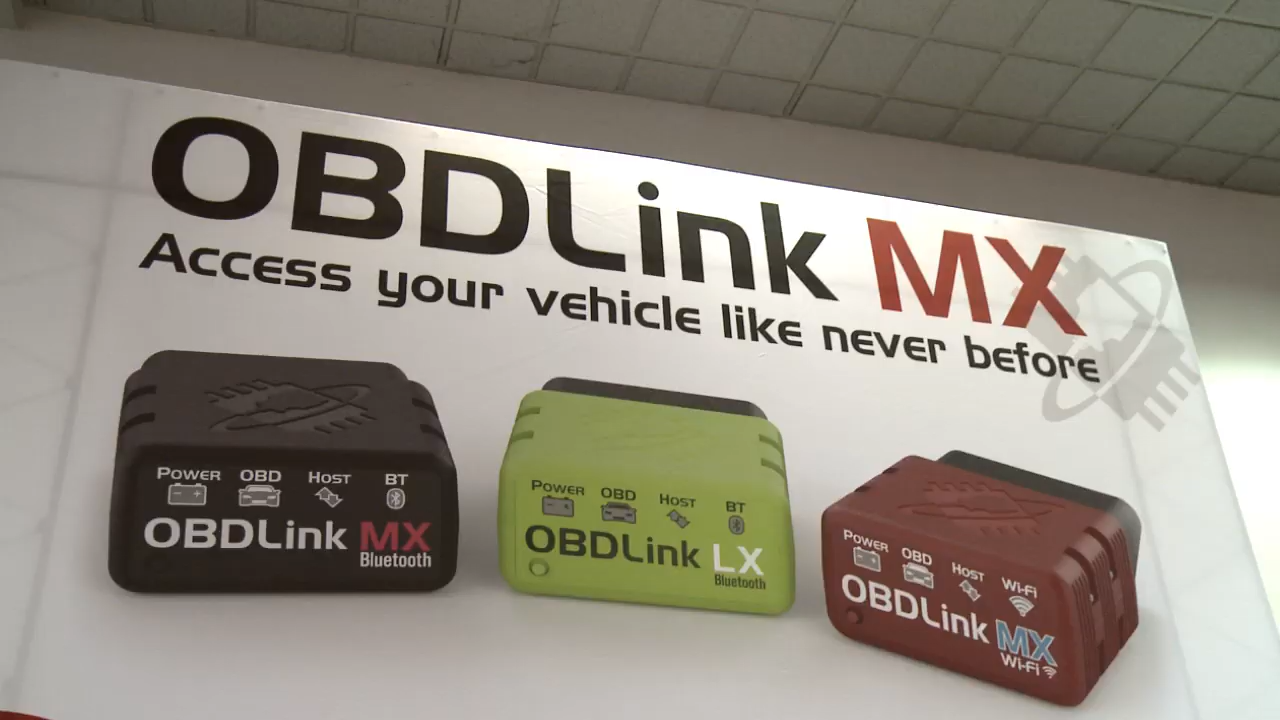 OBDLink MX
Access your vehicle like never before
Power OBD Host BT
OBDLink MX
Bluetooth
Power OBD Host BT
OBDLink LX
Bluetooth
Power OBD Host Wi-Fi
OBDLink MX
Wi-Fi